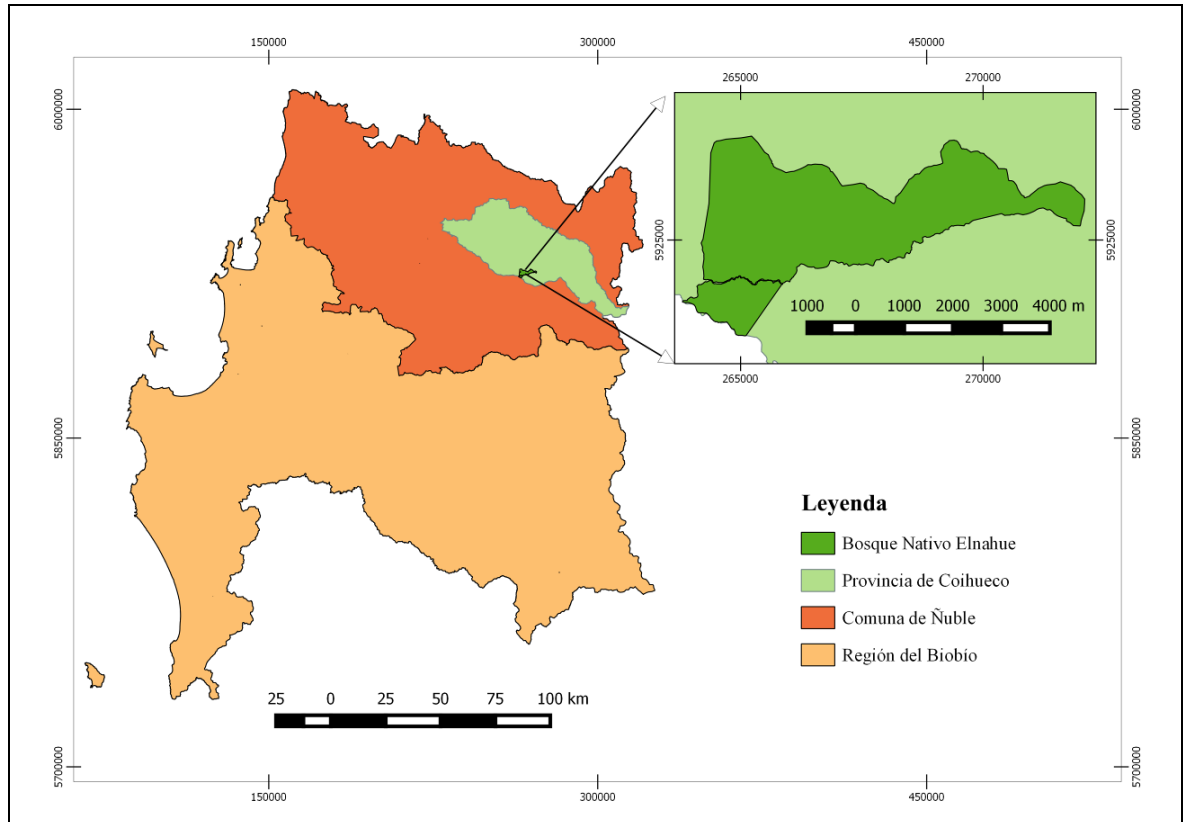 150000 300000 450000
265000 270000
6000000 6000000
5925000 5925000
1000 0 1000 2000 3000 4000 m
265000 270000
5850000 5850000
Leyenda
Bosque Nativo Elnahue
Provincia de Coihueco
Comuna de Ñuble
Región del Biobío
25 0 25 50 75 100 km
5700000 5700000
150000 300000 450000